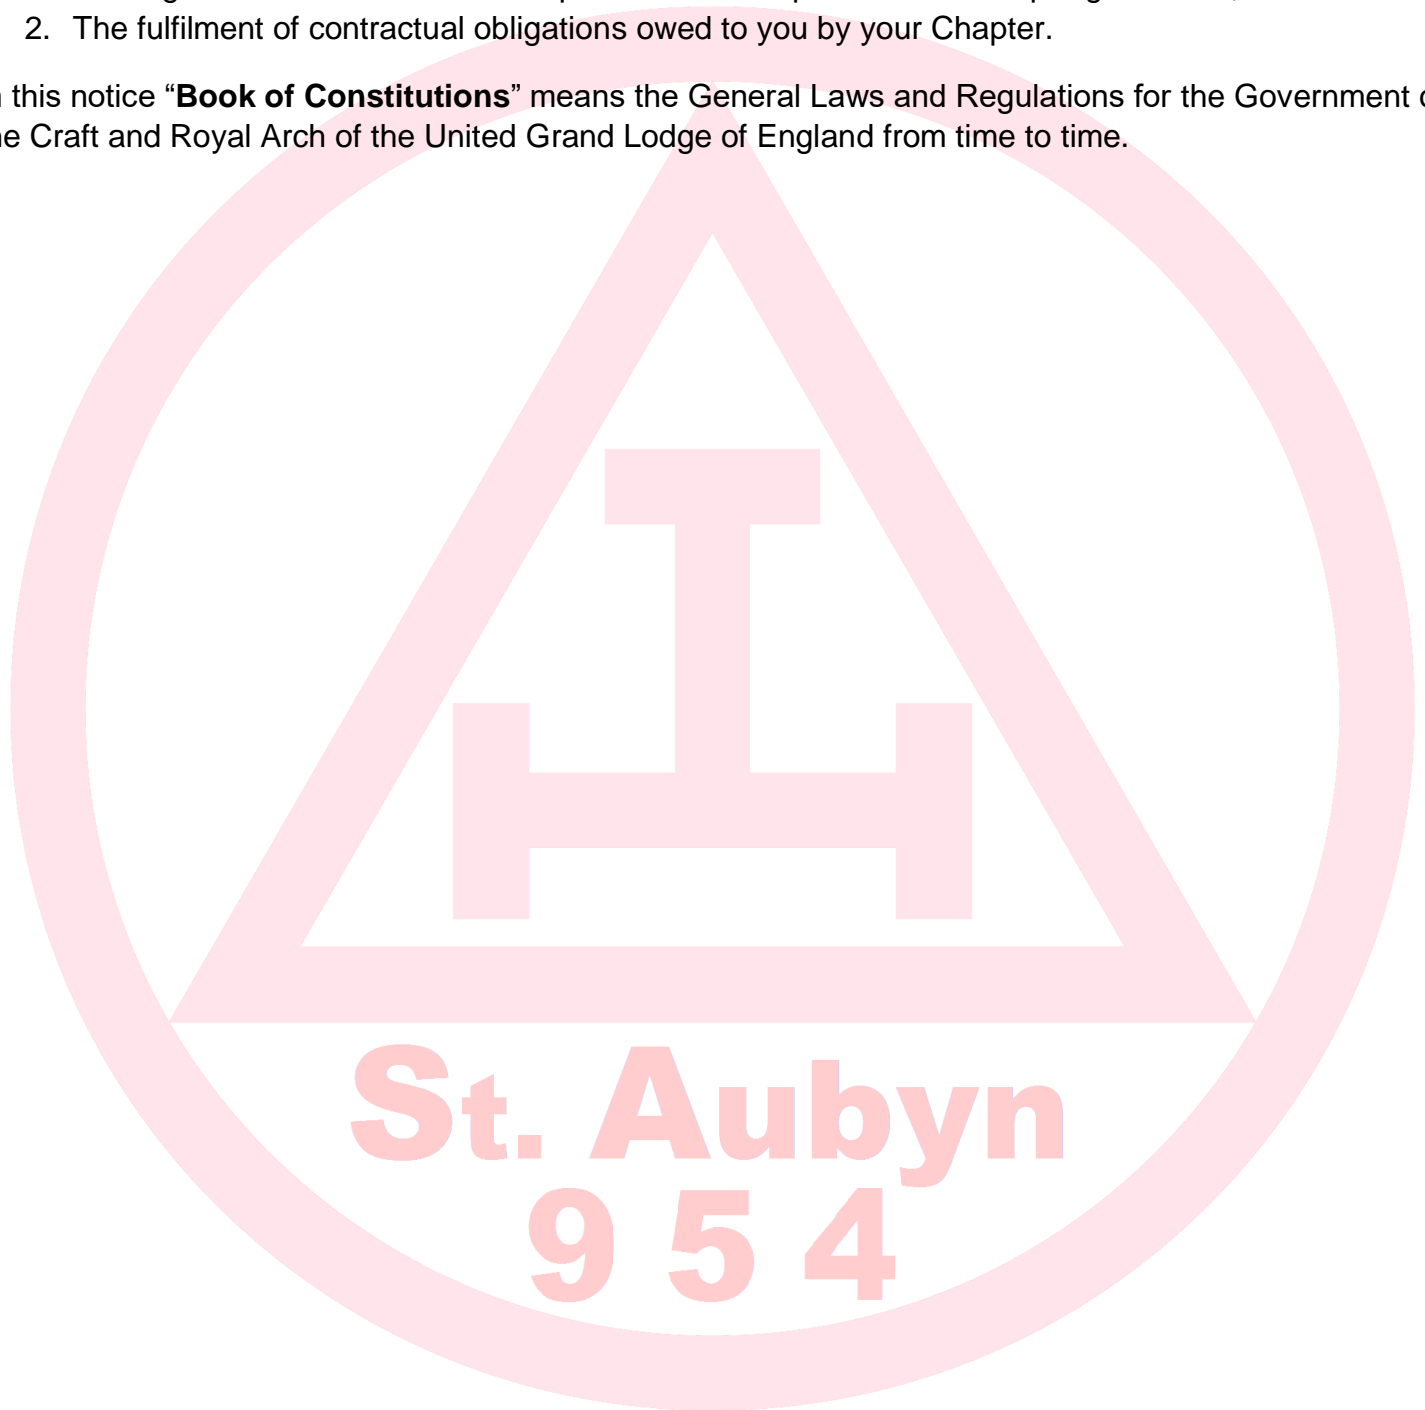 2. The fulfilment of contractual obligations owed to you by your Chapter.
this notice “Book of Constitutions” means the General Laws and Regulations for the Government
Craft and Royal Arch of the United Grand Lodge of England from time to time.
St. Aubyn
954